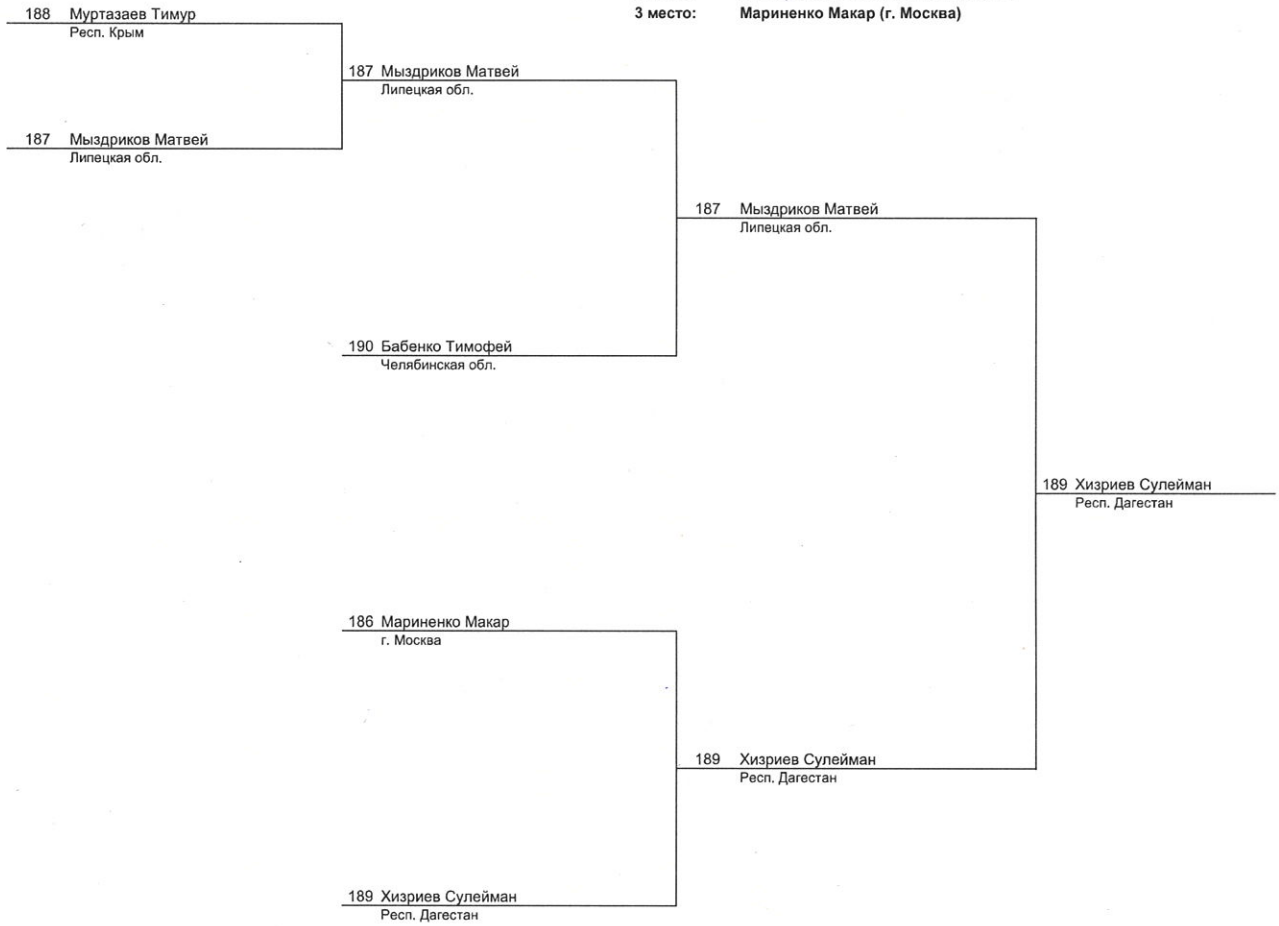 188 Муртазаев Тимур
Респ. Крым
3 место: Мариненко Макар (г. Москва)
187 Мыздриков Матвей
Липецкая обл.
187 Мыздриков Матвей
Липецкая обл.
187 Мыздриков Матвей
Липецкая обл.
190 Бабенко Тимофей
Челябинская обл.
189 Хизриев Сулейман
Респ. Дагестан
186 Мариненко Макар
г. Москва
189 Хизриев Сулейман
Респ. Дагестан
189 Хизриев Сулейман
Респ. Дагестан